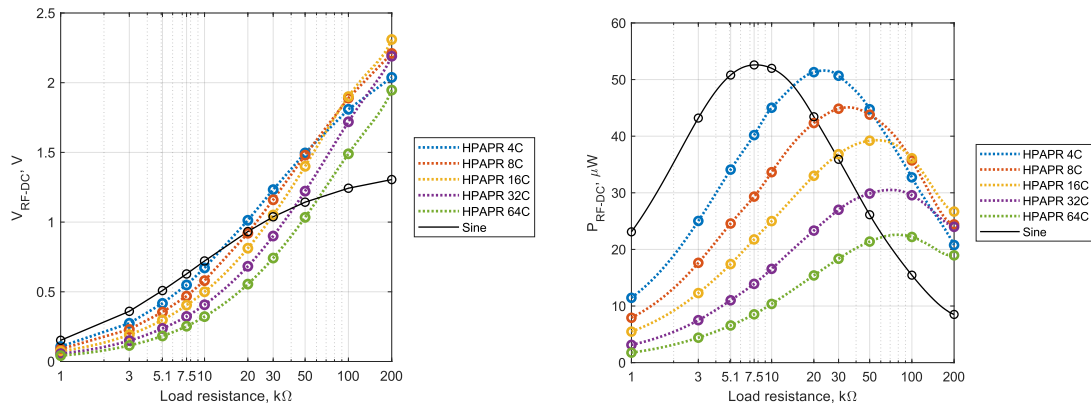 2.5
2
1.5
1
0.5
0
V_RF-DC, V
1 3 5.1 7.5 10 20 30 50 100 200
Load resistance, kΩ
HPAPR 4C
HPAPR 8C
HPAPR 16C
HPAPR 32C
HPAPR 64C
Sine
60
50
40
30
20
10
0
P_RF-DC, μW
1 3 5.1 7.5 10 20 30 50 100 200
Load resistance, kΩ
HPAPR 4C
HPAPR 8C
HPAPR 16C
HPAPR 32C
HPAPR 64C
Sine